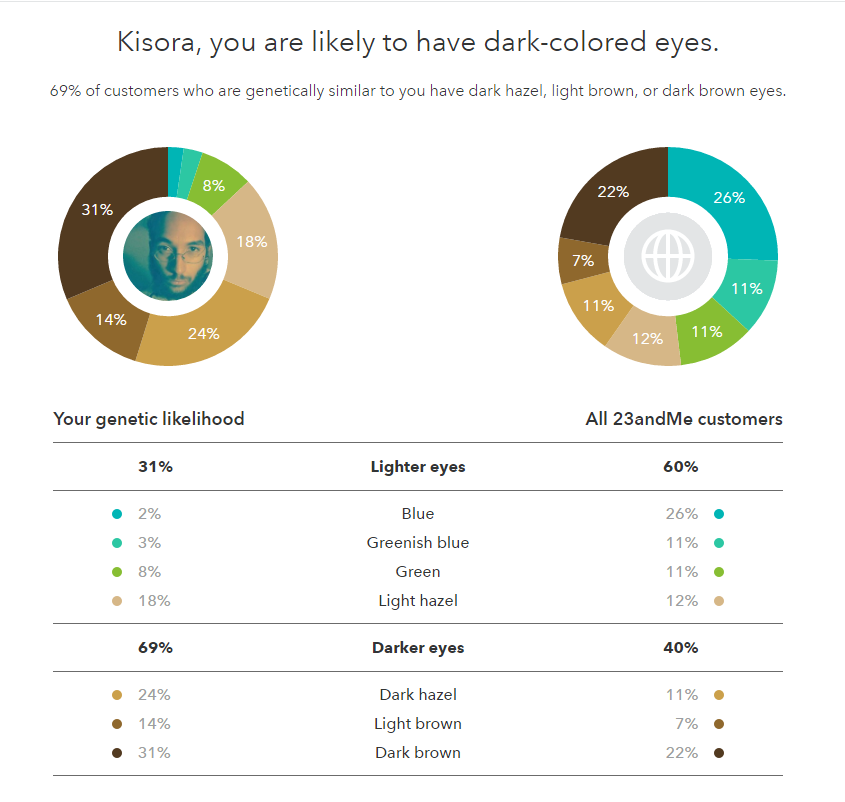 Kisora, you are likely to have dark-colored eyes.
69% of customers who are genetically similar to you have dark hazel, light brown, or dark brown eyes.
8%
31%
18%
14%
24%
22%
26%
7%
11%
11%
11%
12%
Your genetic likelihood All 23andMe customers
31% Lighter eyes 60%
2% Blue 26%
3% Greenish blue 11%
8% Green 11%
18% Light hazel 12%
69% Darker eyes 40%
24% Dark hazel 11%
14% Light brown 7%
31% Dark brown 22%